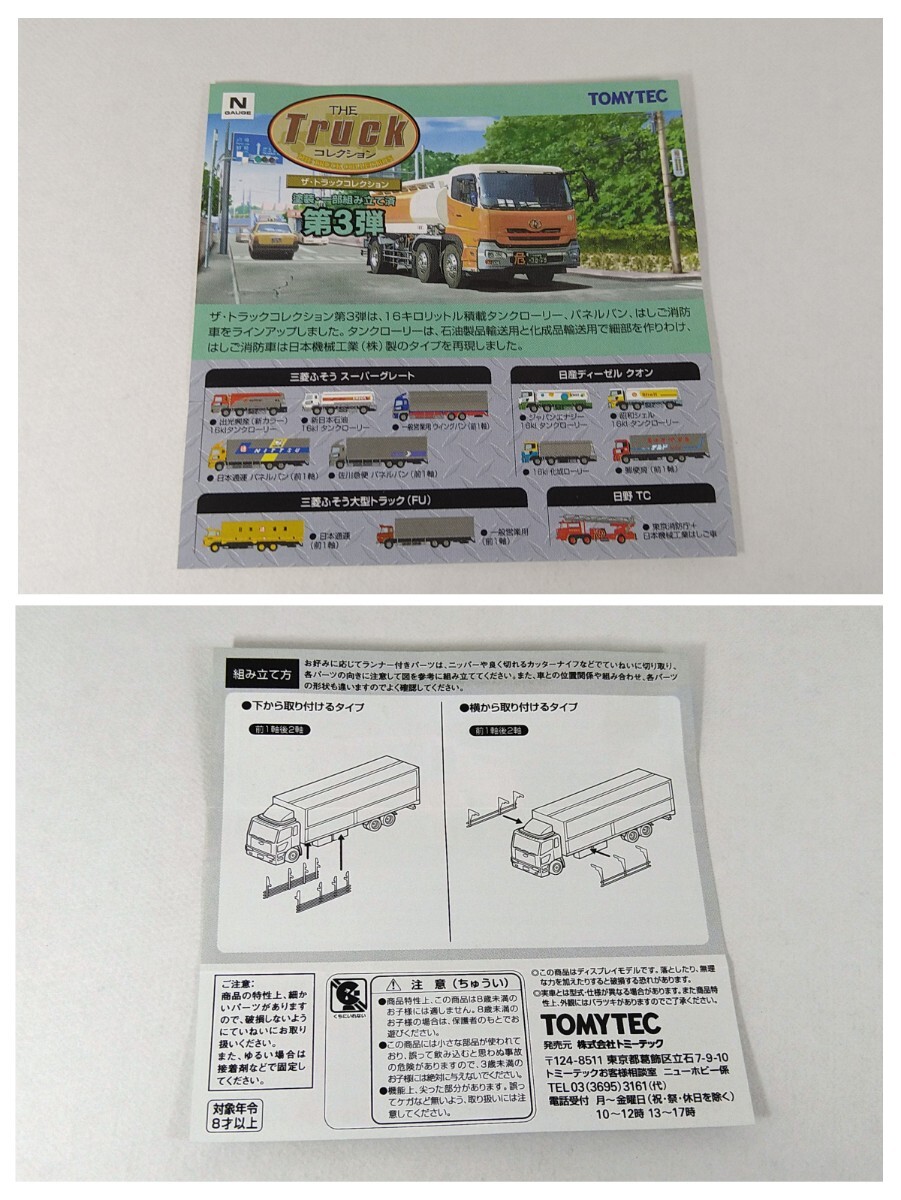 N
GAUGE
THE
Truck
コレクション
THE TRUCK COLLECTION
ザ・トラックコレクション
塗装・一部組み立て済
第3弾
TOMYTEC
ザ・トラックコレクション第3弾は、16キロリットル積載タンクローリー、パネルバン、はしご消防
車をラインアップしました。タンクローリーは、石油製品輸送用と化成品輸送用で細部を作りわけ、
はしご消防車は日本機械工業(株)製のタイプを再現しました。
三菱ふそう スーパーグレート
●出光興産(新カラー)
16klタンクローリー
●新日本石油
16klタンクローリー
●一般営業用 ウイングバン(前1軸)
●日本通運 パネルバン(前1軸)
●佐川急便 パネルバン(前1軸)
日産ディーゼル クオン
●ジャパンエナジー
16klタンクローリー
●昭和シェル
16klタンクローリー
●16kl化成ローリー
●郵便車(前1軸)
三菱ふそう大型トラック(FU)
●日本通運
(前1軸)
●一般営業用
(前1軸)
日野 TC
●東京消防庁+
日本機械工業はしご車
組み立て方
お好みに応じてランナー付きパーツは、ニッパーや良く切れるカッターナイフなどでていねいに切り取り、
各パーツの向きに注意して図を参考に組み立ててください。また、車との位置関係や組み合わせ、各パーツ
の形状も違いますのでよく確認してください。
●下から取り付けるタイプ
前1軸後2軸
●横から取り付けるタイプ
前1軸後2軸
ご注意:
商品の特性上、細か
いパーツがあります
ので、破損しないよう
にていねいにお取り
扱いください。
また、ゆるい場合は
接着剤などで固定し
てください。
対象年令
8才以上
くちにいれない
注意(ちゅうい)
●商品特性上、この商品は8歳未満の
お子様には適しません。8歳未満の
お子様の場合は、保護者のもとでお
遊びください。
●この商品には小さな部品が使われて
おり、誤って飲み込むと思わぬ事故
の危険がありますので、3歳未満の
お子様には絶対に与えないでください。
●機能上、尖った部分があります。誤っ
てケガなど無いよう、取り扱いには注
意してください。
◎この商品はディスプレイモデルです。落としたり、無理
な力を加えたりすると破損する恐れがあります。
◎実車とは型式・仕様が異なる場合があります。また商品特
性上、外観にはバラツキがありますのでご了承ください。
TOMYTEC
発売元 株式会社トミーテック
〒124-8511 東京都葛飾区立石7-9-10
トミーテックお客様相談室 ニューホビー係
TEL 03(3695)3161(代)
電話受付 月〜金曜日(祝・祭・休日を除く)
10〜12時 13〜17時